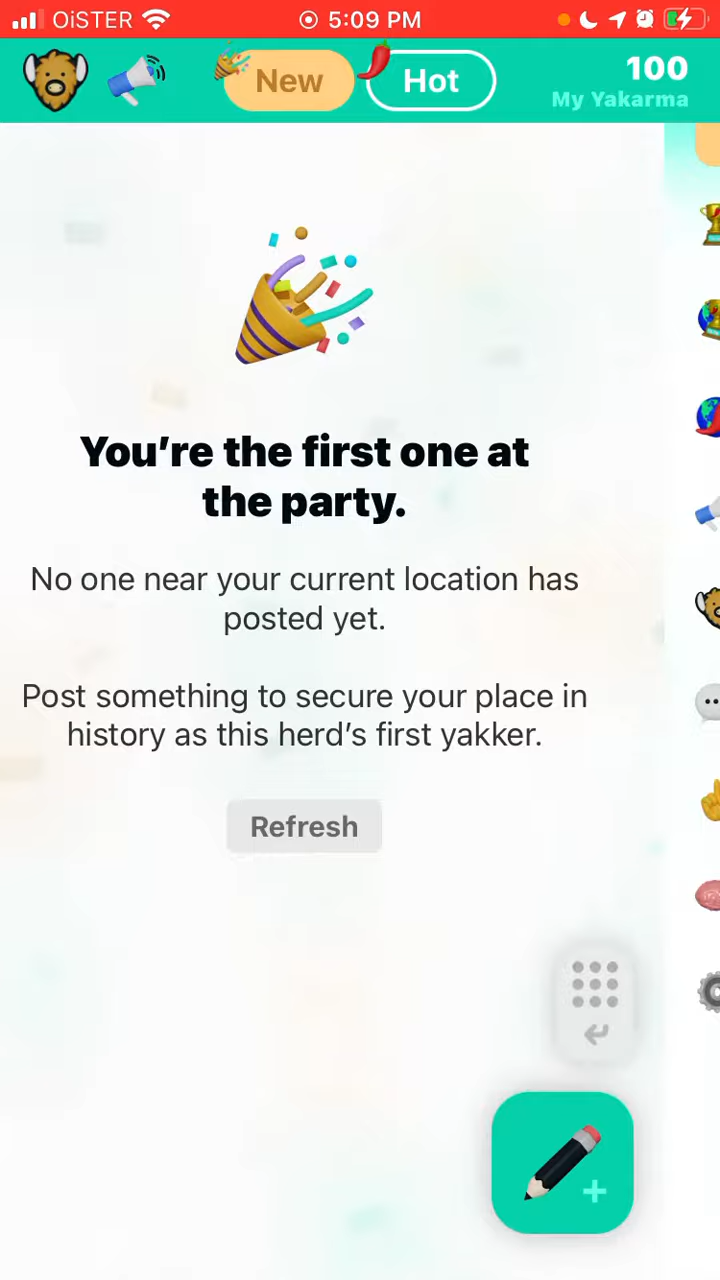 OiSTER 5:09 PM
New Hot 100
My Yakarma
You’re the first one at
the party.
No one near your current location has
posted yet.
Post something to secure your place in
history as this herd’s first yakker.
Refresh